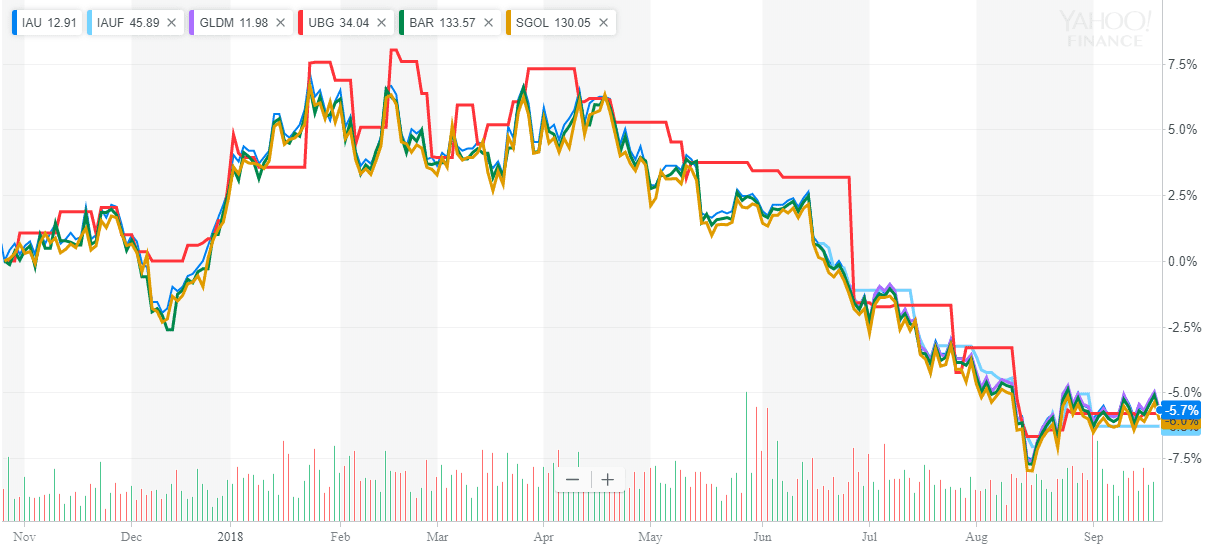 IAU 12.91 IAUF 45.89 GLDM 11.98 UBG 34.04 BAR 133.57 SGOL 130.05
YAHOO!
FINANCE
7.5%
5.0%
2.5%
0.0%
-2.5%
-5.0%
-5.7%
-7.5%
Nov Dec 2018 Feb Mar Apr May Jun Jul Aug Sep